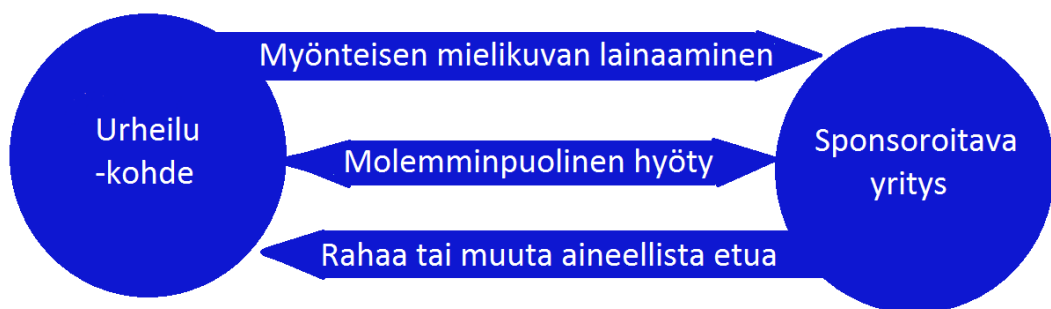 Myönteisen mielikuvan lainaaminen
Urheilu
-kohde
Molemminpuolinen hyöty
Sponsoroitava
yritys
Rahaa tai muuta aineellista etua